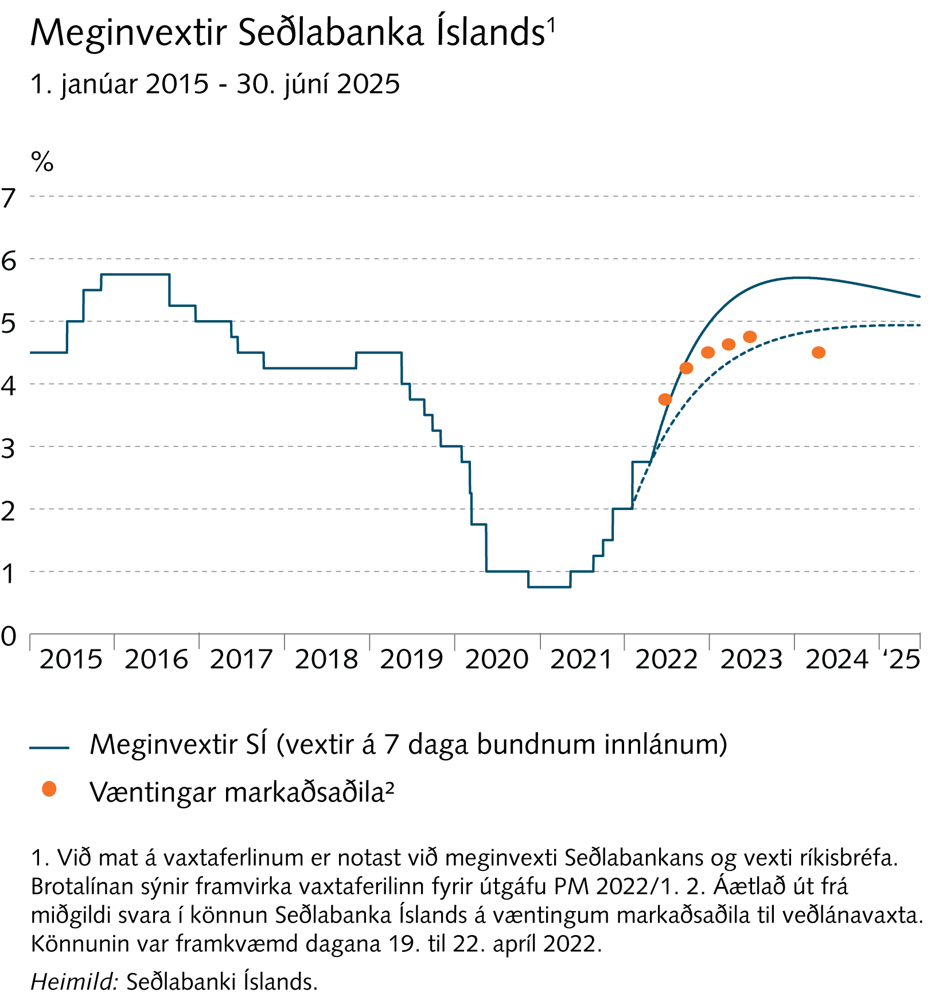 Meginvextir Seðlabanka Íslands¹
1. janúar 2015 - 30. júní 2025
%
7
6
5
4
3
2
1
0
2015 2016 2017 2018 2019 2020 2021 2022 2023 2024 ‘25
Meginvextir SÍ (vextir á 7 daga bundnum innlánum)
Væntingar markaðsaðila²
1. Við mat á vaxtaferlinum er notast við meginvexti Seðlabankans og vexti ríkisbréfa.
Brotalínan sýnir framvirka vaxtaferilinn fyrir útgáfu PM 2022/1. 2. Áætlað út frá
miðgildi svara í könnun Seðlabanka Íslands á væntingum markaðsaðila til veðlánavaxta.
Könnunin var framkvæmd dagana 19. til 22. apríl 2022.
Heimild: Seðlabanki Íslands.